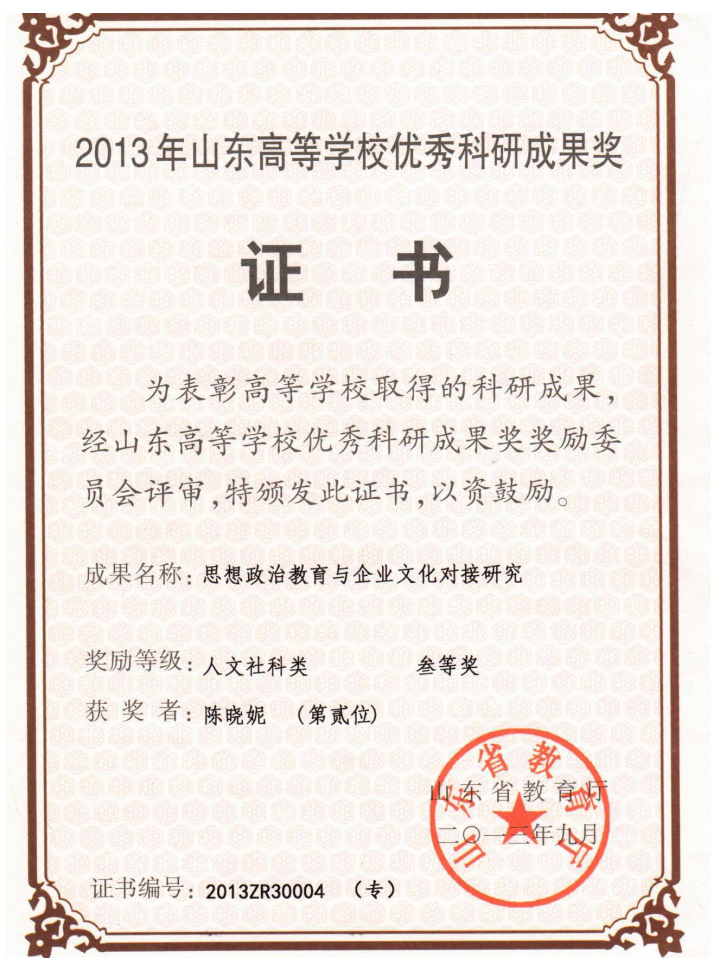 2013年山东高等学校优秀科研成果奖
证 书
为表彰高等学校取得的科研成果，
经山东高等学校优秀科研成果奖奖励委
员会评审,特颁发此证书,以资鼓励。
成果名称：思想政治教育与企业文化对接研究
奖励等级：人文社科类 叁等奖
获 奖 者：陈晓妮 （第贰位）
山东省教育厅
山东省教育厅
二〇一三年九月
证书编号：2013ZR30004 （专）